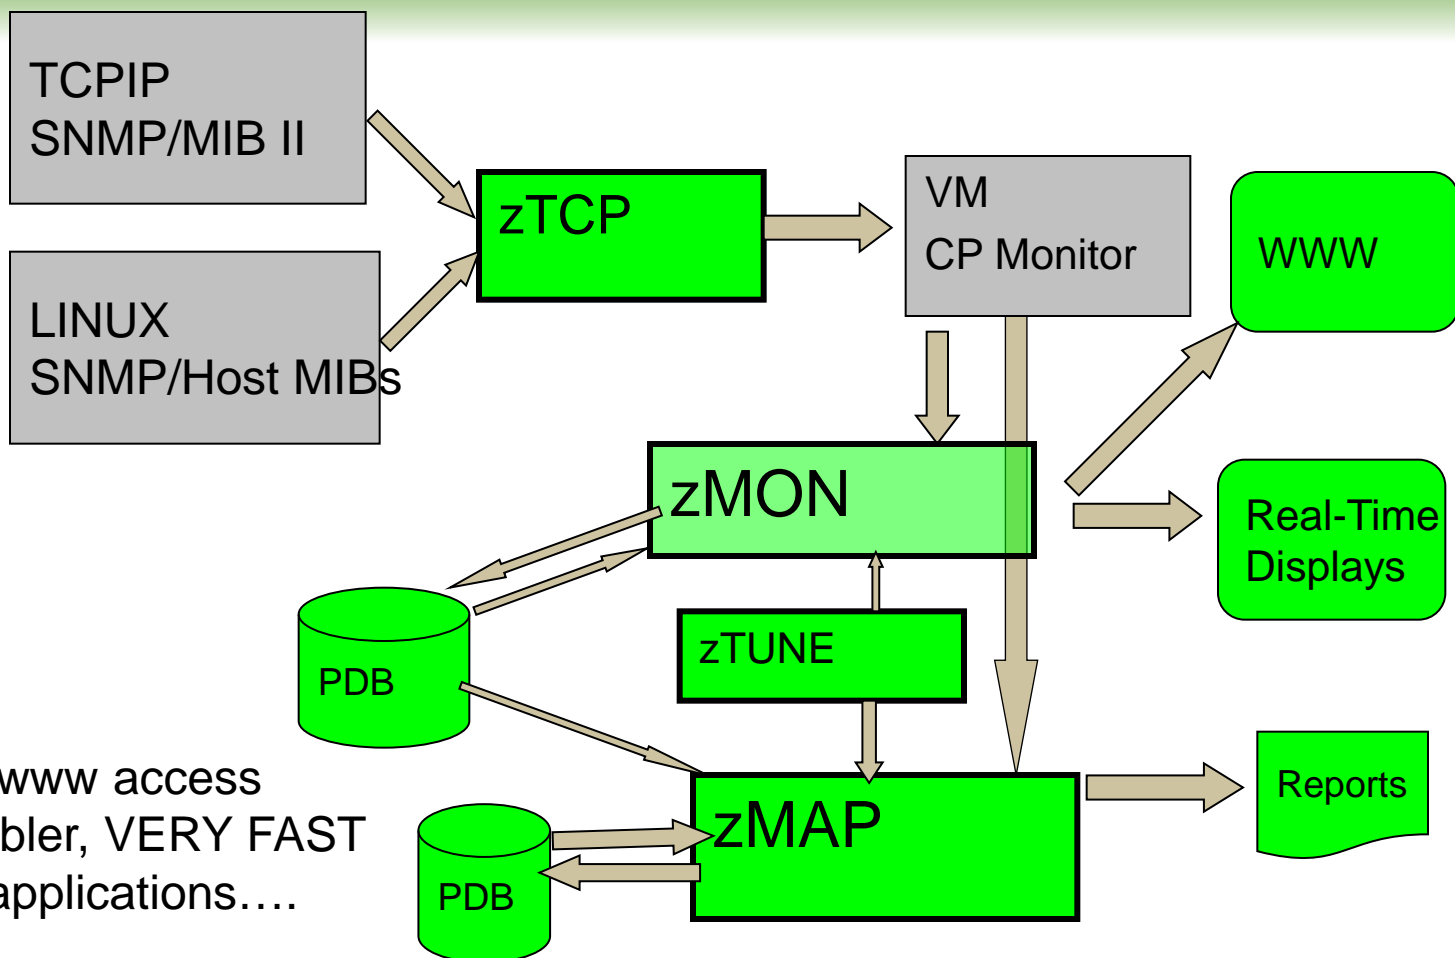 TCPIP
SNMP/MIB II
LINUX
SNMP/Host MIBs
zTCP
VM
CP Monitor
WWW
zMON
Real-Time
Displays
zTUNE
PDB
zMAP
Reports
PDB
www access
bler, VERY FAST
applications....